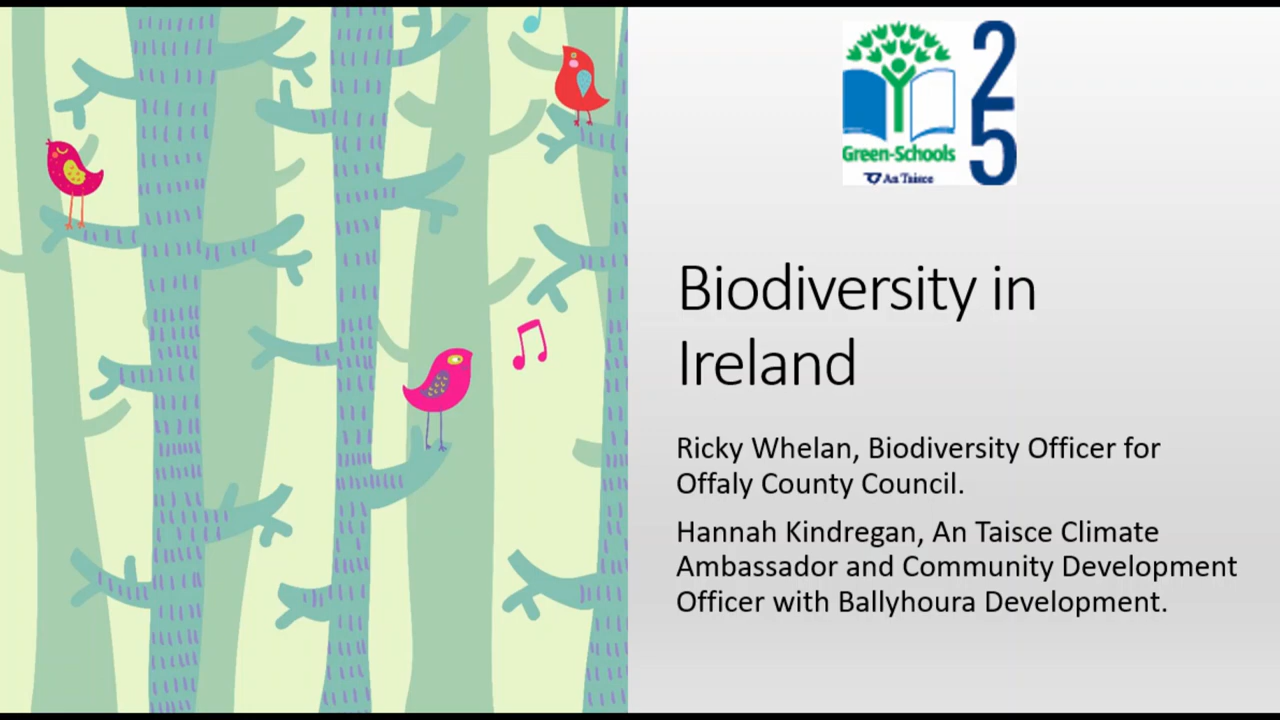 25
Green-Schools
An Taisce
Biodiversity in
Ireland
Ricky Whelan, Biodiversity Officer for
Offaly County Council.
Hannah Kindregan, An Taisce Climate
Ambassador and Community Development
Officer with Ballyhoura Development.